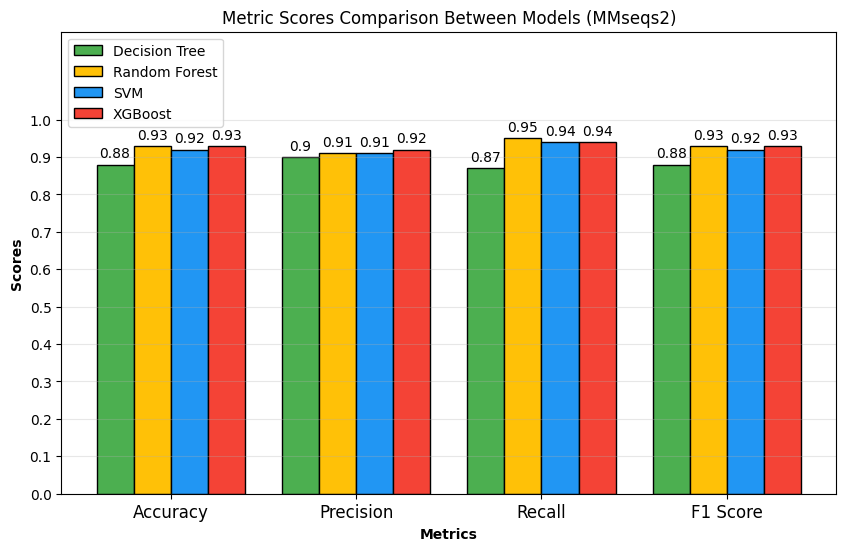 Metric Scores Comparison Between Models (MMseqs2)
Decision Tree
Random Forest
SVM
XGBoost
Scores
1.0
0.9
0.8
0.7
0.6
0.5
0.4
0.3
0.2
0.1
0.0
0.88
0.93
0.92
0.93
0.9
0.91
0.91
0.92
0.87
0.95
0.94
0.94
0.88
0.93
0.92
0.93
Accuracy
Precision
Recall
F1 Score
Metrics